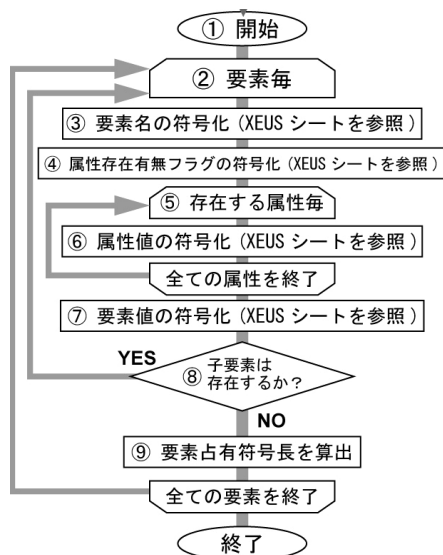 ① 開始
② 要素毎
③ 要素名の符号化 (XEUS シートを参照 )
④ 属性存在有無フラグの符号化 (XEUS シートを参照 )
⑤ 存在する属性毎
⑥ 属性値の符号化 (XEUS シートを参照 )
全ての属性を終了
⑦ 要素値の符号化 (XEUS シートを参照 )
YES
⑧ 子要素は
存在するか？
NO
⑨ 要素占有符号長を算出
全ての要素を終了
終了